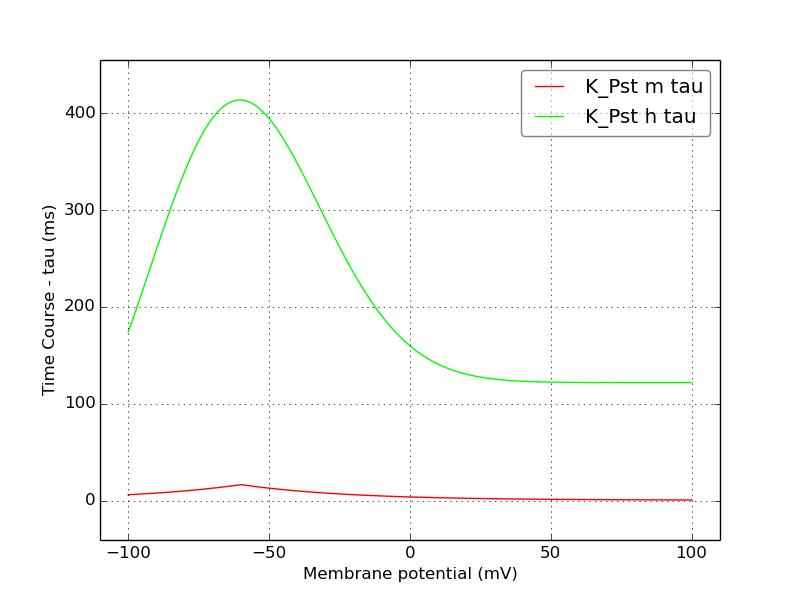 K_Pst m tau
K_Pst h tau
400
300
200
100
0
Time Course - tau (ms)
−100
−50
0
50
100
Membrane potential (mV)